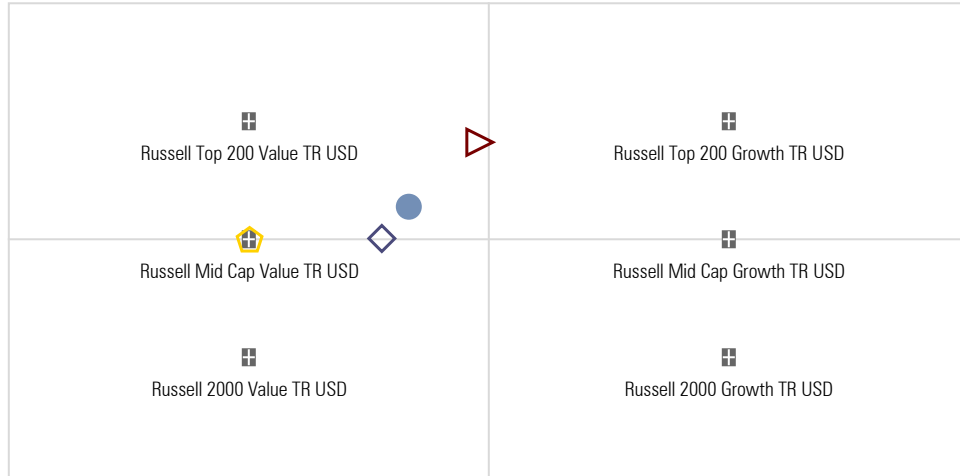 Russell Top 200 Value TR USD
Russell Top 200 Growth TR USD
Russell Mid Cap Value TR USD
Russell Mid Cap Growth TR USD
Russell 2000 Value TR USD
Russell 2000 Growth TR USD